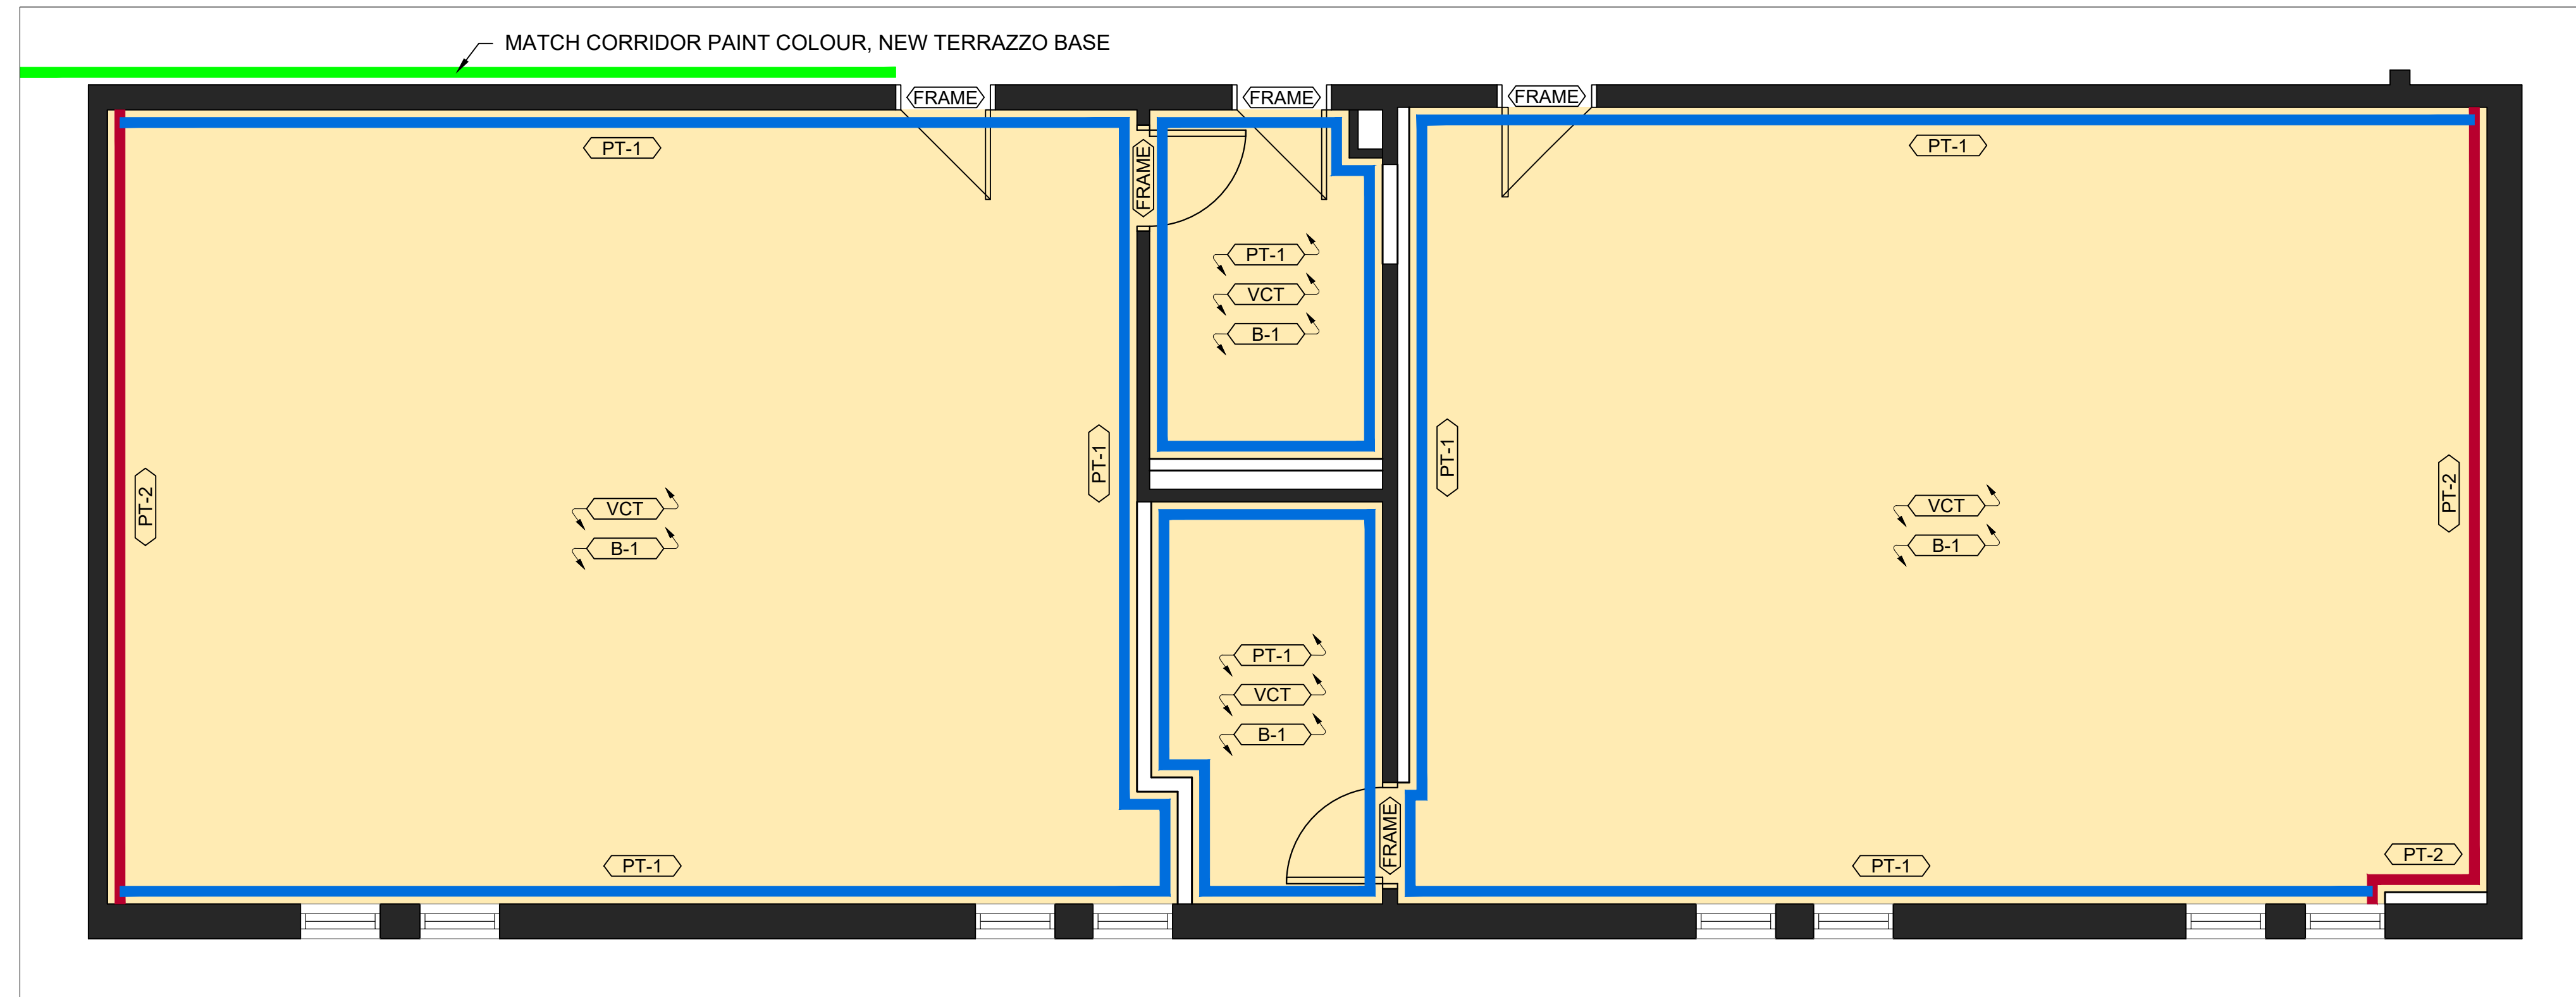 MATCH CORRIDOR PAINT COLOUR, NEW TERRAZZO BASE
FRAME
FRAME
FRAME
PT-1
FRAME
PT-1
PT-1
VCT
B-1
PT-2
VCT
B-1
PT-1
PT-1
VCT
B-1
PT-2
PT-1
VCT
B-1
PT-1
FRAME
PT-1
PT-2